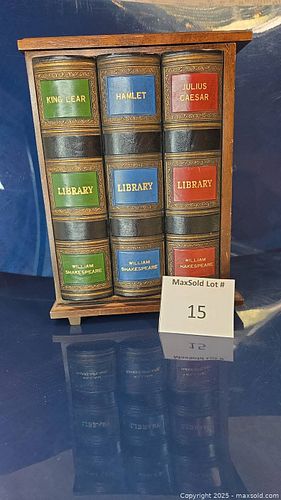 KING LEAR
LIBRARY
WILLIAM
SHAKESPEARE
HAMLET
LIBRARY
WILLIAM
SHAKESPEARE
JULIUS
CAESAR
LIBRARY
WILLIAM
SHAKESPEARE
MaxSold Lot #
15
Copyright 2025 - maxsold.com